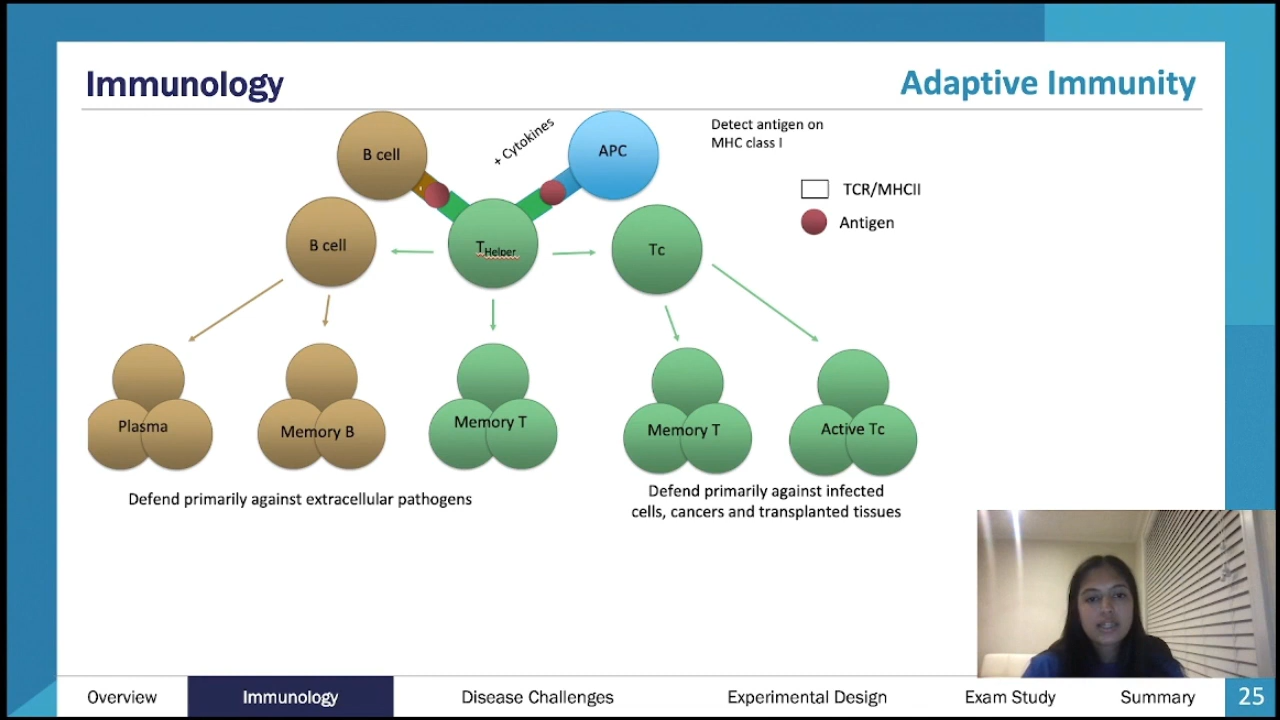 Immunology
Adaptive Immunity
B cell
+ Cytokines
APC
Detect antigen on
MHC class I
TCR/MHCII
Antigen
B cell
THelper
Tc
Plasma
Memory B
Memory T
Memory T
Active Tc
Defend primarily against extracellular pathogens
Defend primarily against infected
cells, cancers and transplanted tissues
Overview
Immunology
Disease Challenges
Experimental Design
Exam Study
Summary
25